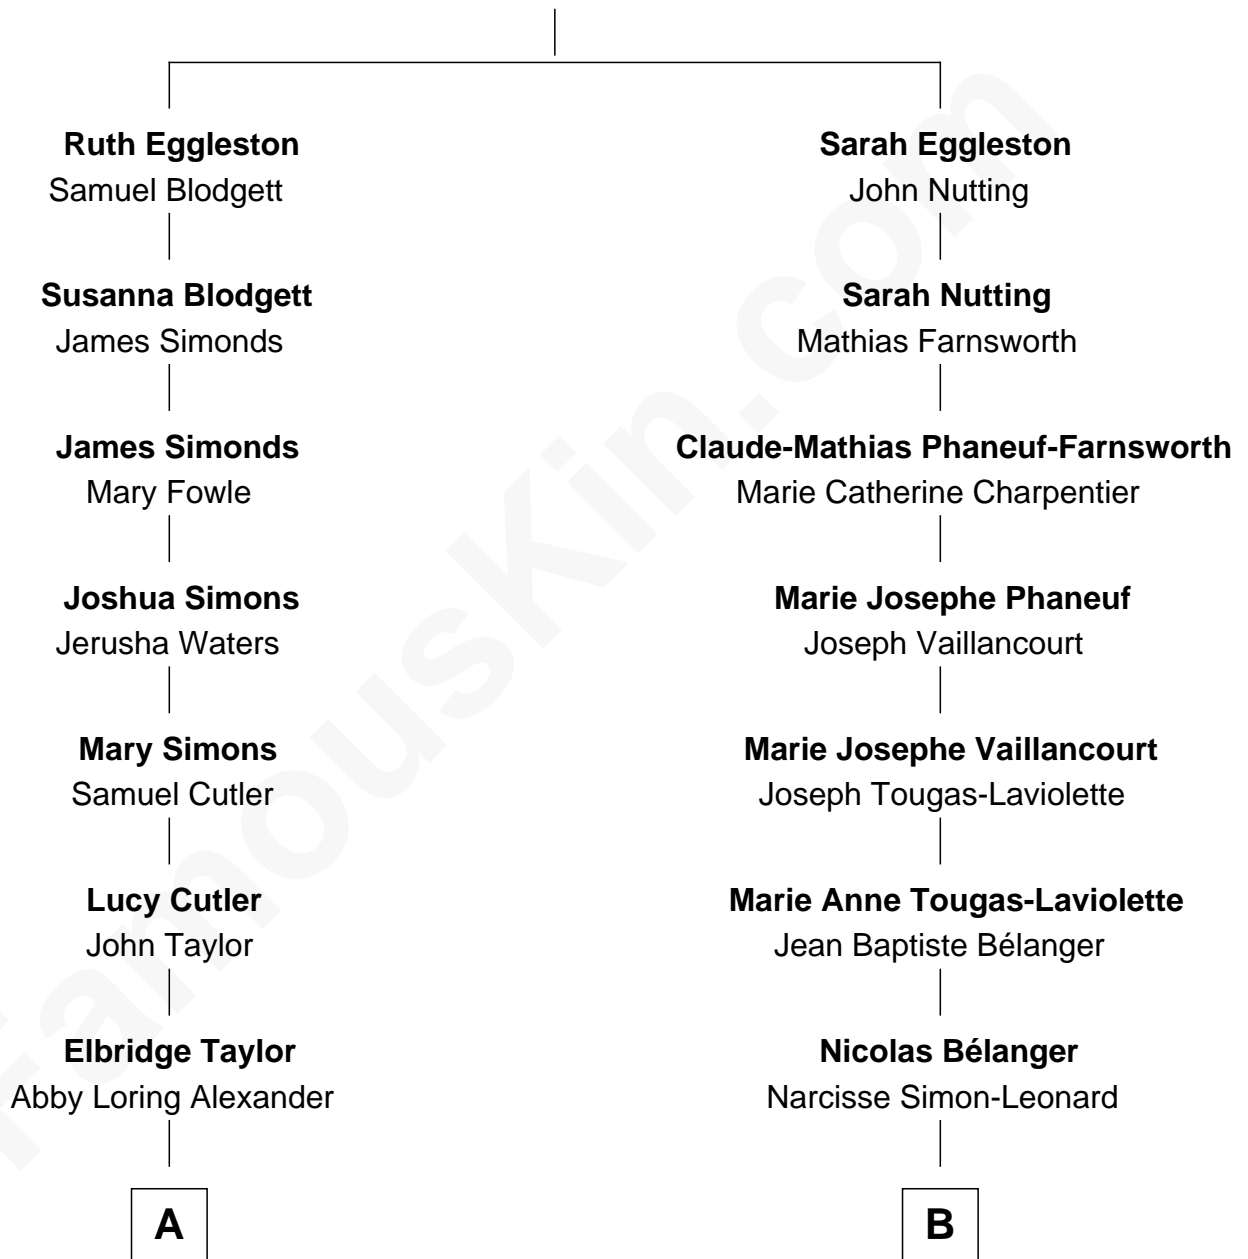 Ruth Eggleston
Samuel Blodgett
Susanna Blodgett
James Simonds
James Simonds
Mary Fowle
Joshua Simons
Jerusha Waters
Mary Simons
Samuel Cutler
Lucy Cutler
John Taylor
Elbridge Taylor
Abby Loring Alexander
A
Sarah Eggleston
John Nutting
Sarah Nutting
Mathias Farnsworth
Claude-Mathias Phaneuf-Farnsworth
Marie Catherine Charpentier
Marie Josephe Phaneuf
Joseph Vaillancourt
Marie Josephe Vaillancourt
Joseph Tougas-Laviolette
Marie Anne Tougas-Laviolette
Jean Baptiste Bélanger
Nicolas Bélanger
Narcisse Simon-Leonard
B
FamousKin.com